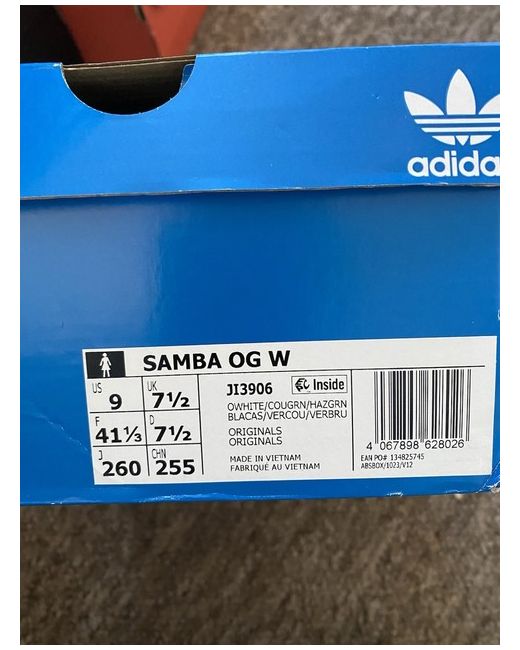 adida
SAMBA OG W
US 9 UK 7½
F 41⅓ D 7½
J 260 CHN 255
JI3906 Inside
OWHITE/COUGRN/HAZGRN
BLACAS/VERCOU/VERBRU
ORIGINALS
ORIGINALS
MADE IN VIETNAM
FABRIQUÉ AU VIETNAM
4 067898 628026
EAN PO# 134825745
ABSBOX/1023/V12